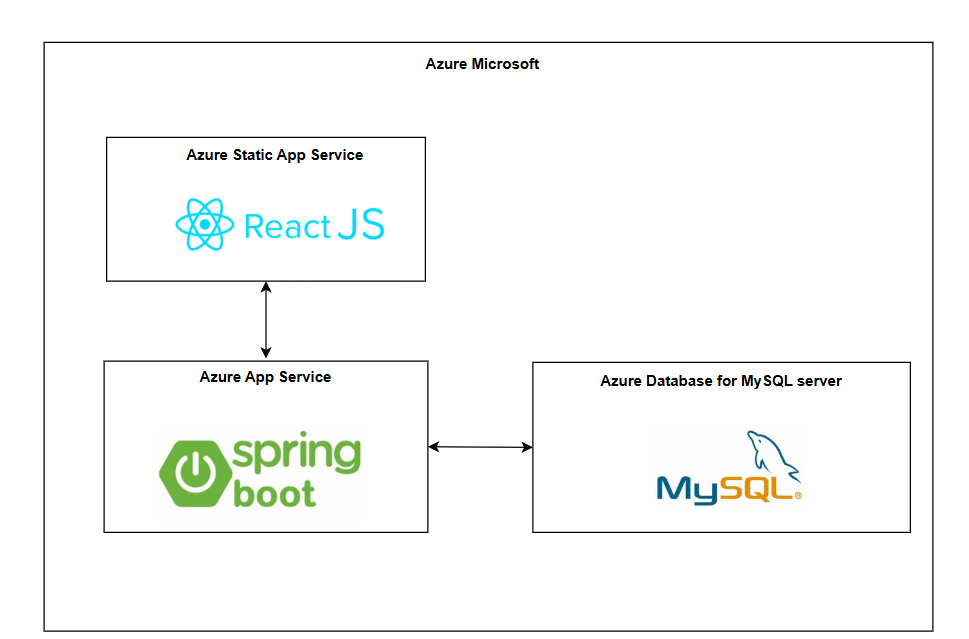 Azure Microsoft
Azure Static App Service
React JS
Azure App Service
spring
boot
Azure Database for MySQL server
MySQL®